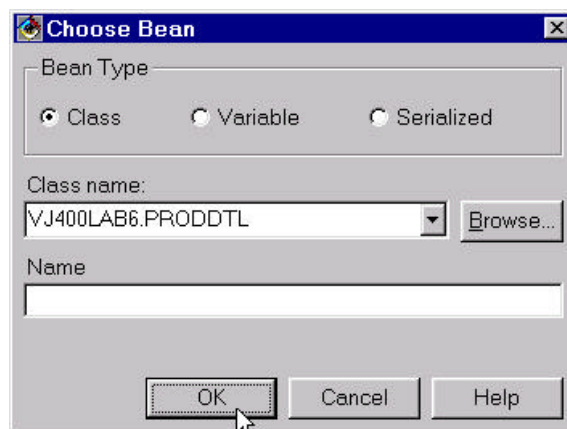 Choose Bean
Bean Type
Class Variable Serialized
Class name:
VJ400LAB6.PRODDTL Browse...
Name
OK Cancel Help